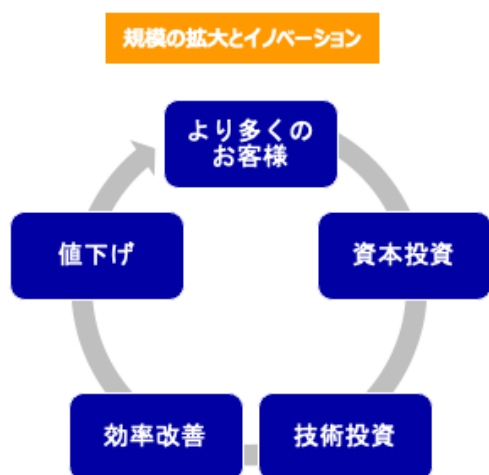 規模の拡大とイノベーション
より多くの
お客様
資本投資
技術投資
効率改善
値下げ